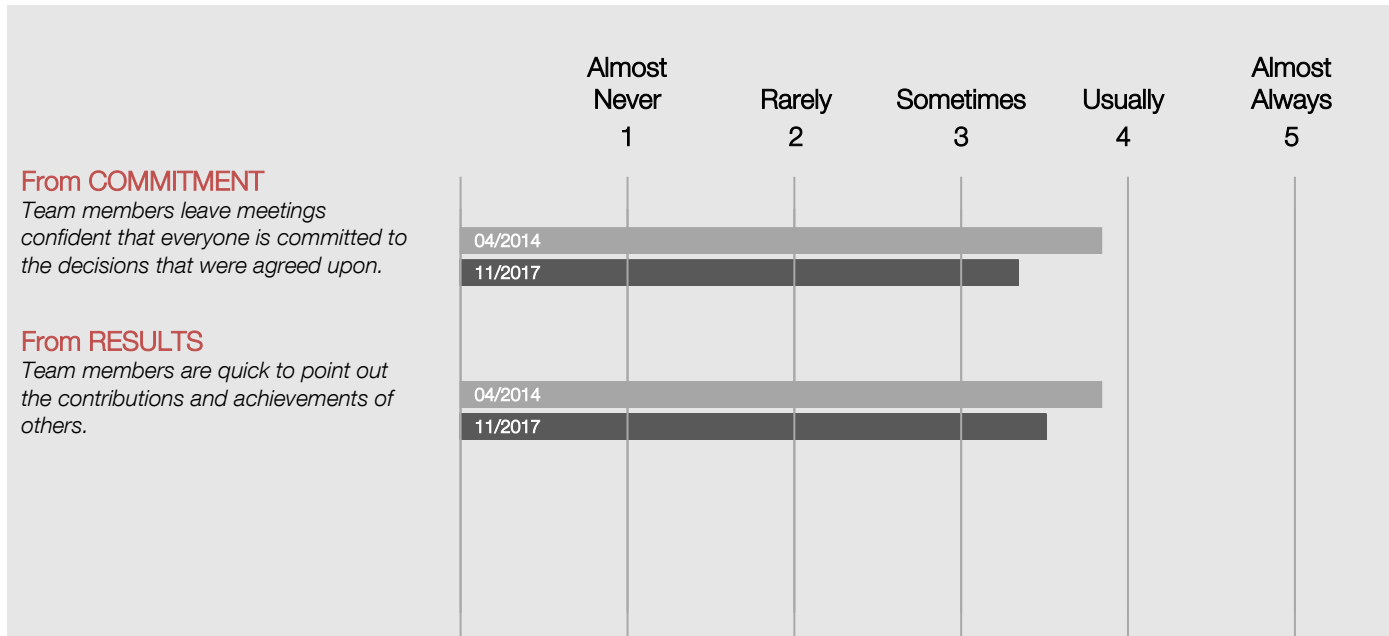 Almost
Never
Rarely
Sometimes
Usually
Almost
Always
1
2
3
4
5
From COMMITMENT
Team members leave meetings
confident that everyone is committed to
the decisions that were agreed upon.
04/2014
11/2017
From RESULTS
Team members are quick to point out
the contributions and achievements of
others.
04/2014
11/2017